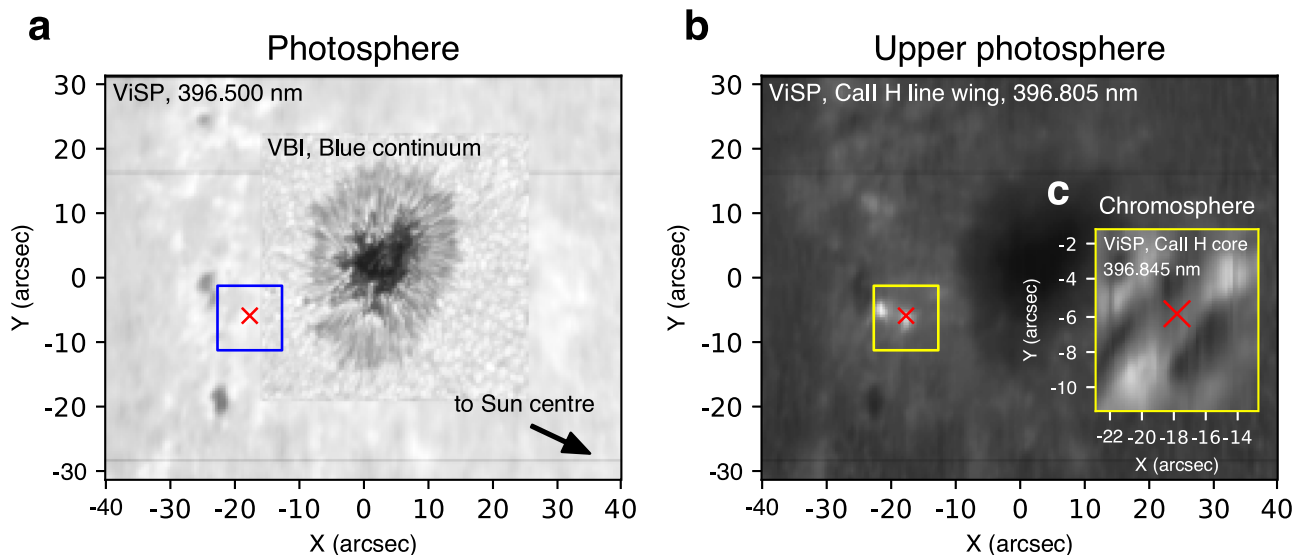 a
Photosphere
ViSP, 396.500 nm
VBI, Blue continuum
to Sun centre
30
20
10
0
-10
-20
-30
Y (arcsec)
-40 -30 -20 -10 0 10 20 30 40
X (arcsec)
b
Upper photosphere
ViSP, CaII H line wing, 396.805 nm
30
20
10
0
-10
-20
-30
Y (arcsec)
-40 -30 -20 -10 0 10 20 30 40
X (arcsec)
c
Chromosphere
ViSP, CaII H core
396.845 nm
-2
-4
-6
-8
-10
Y (arcsec)
-22 -20 -18 -16 -14
X (arcsec)